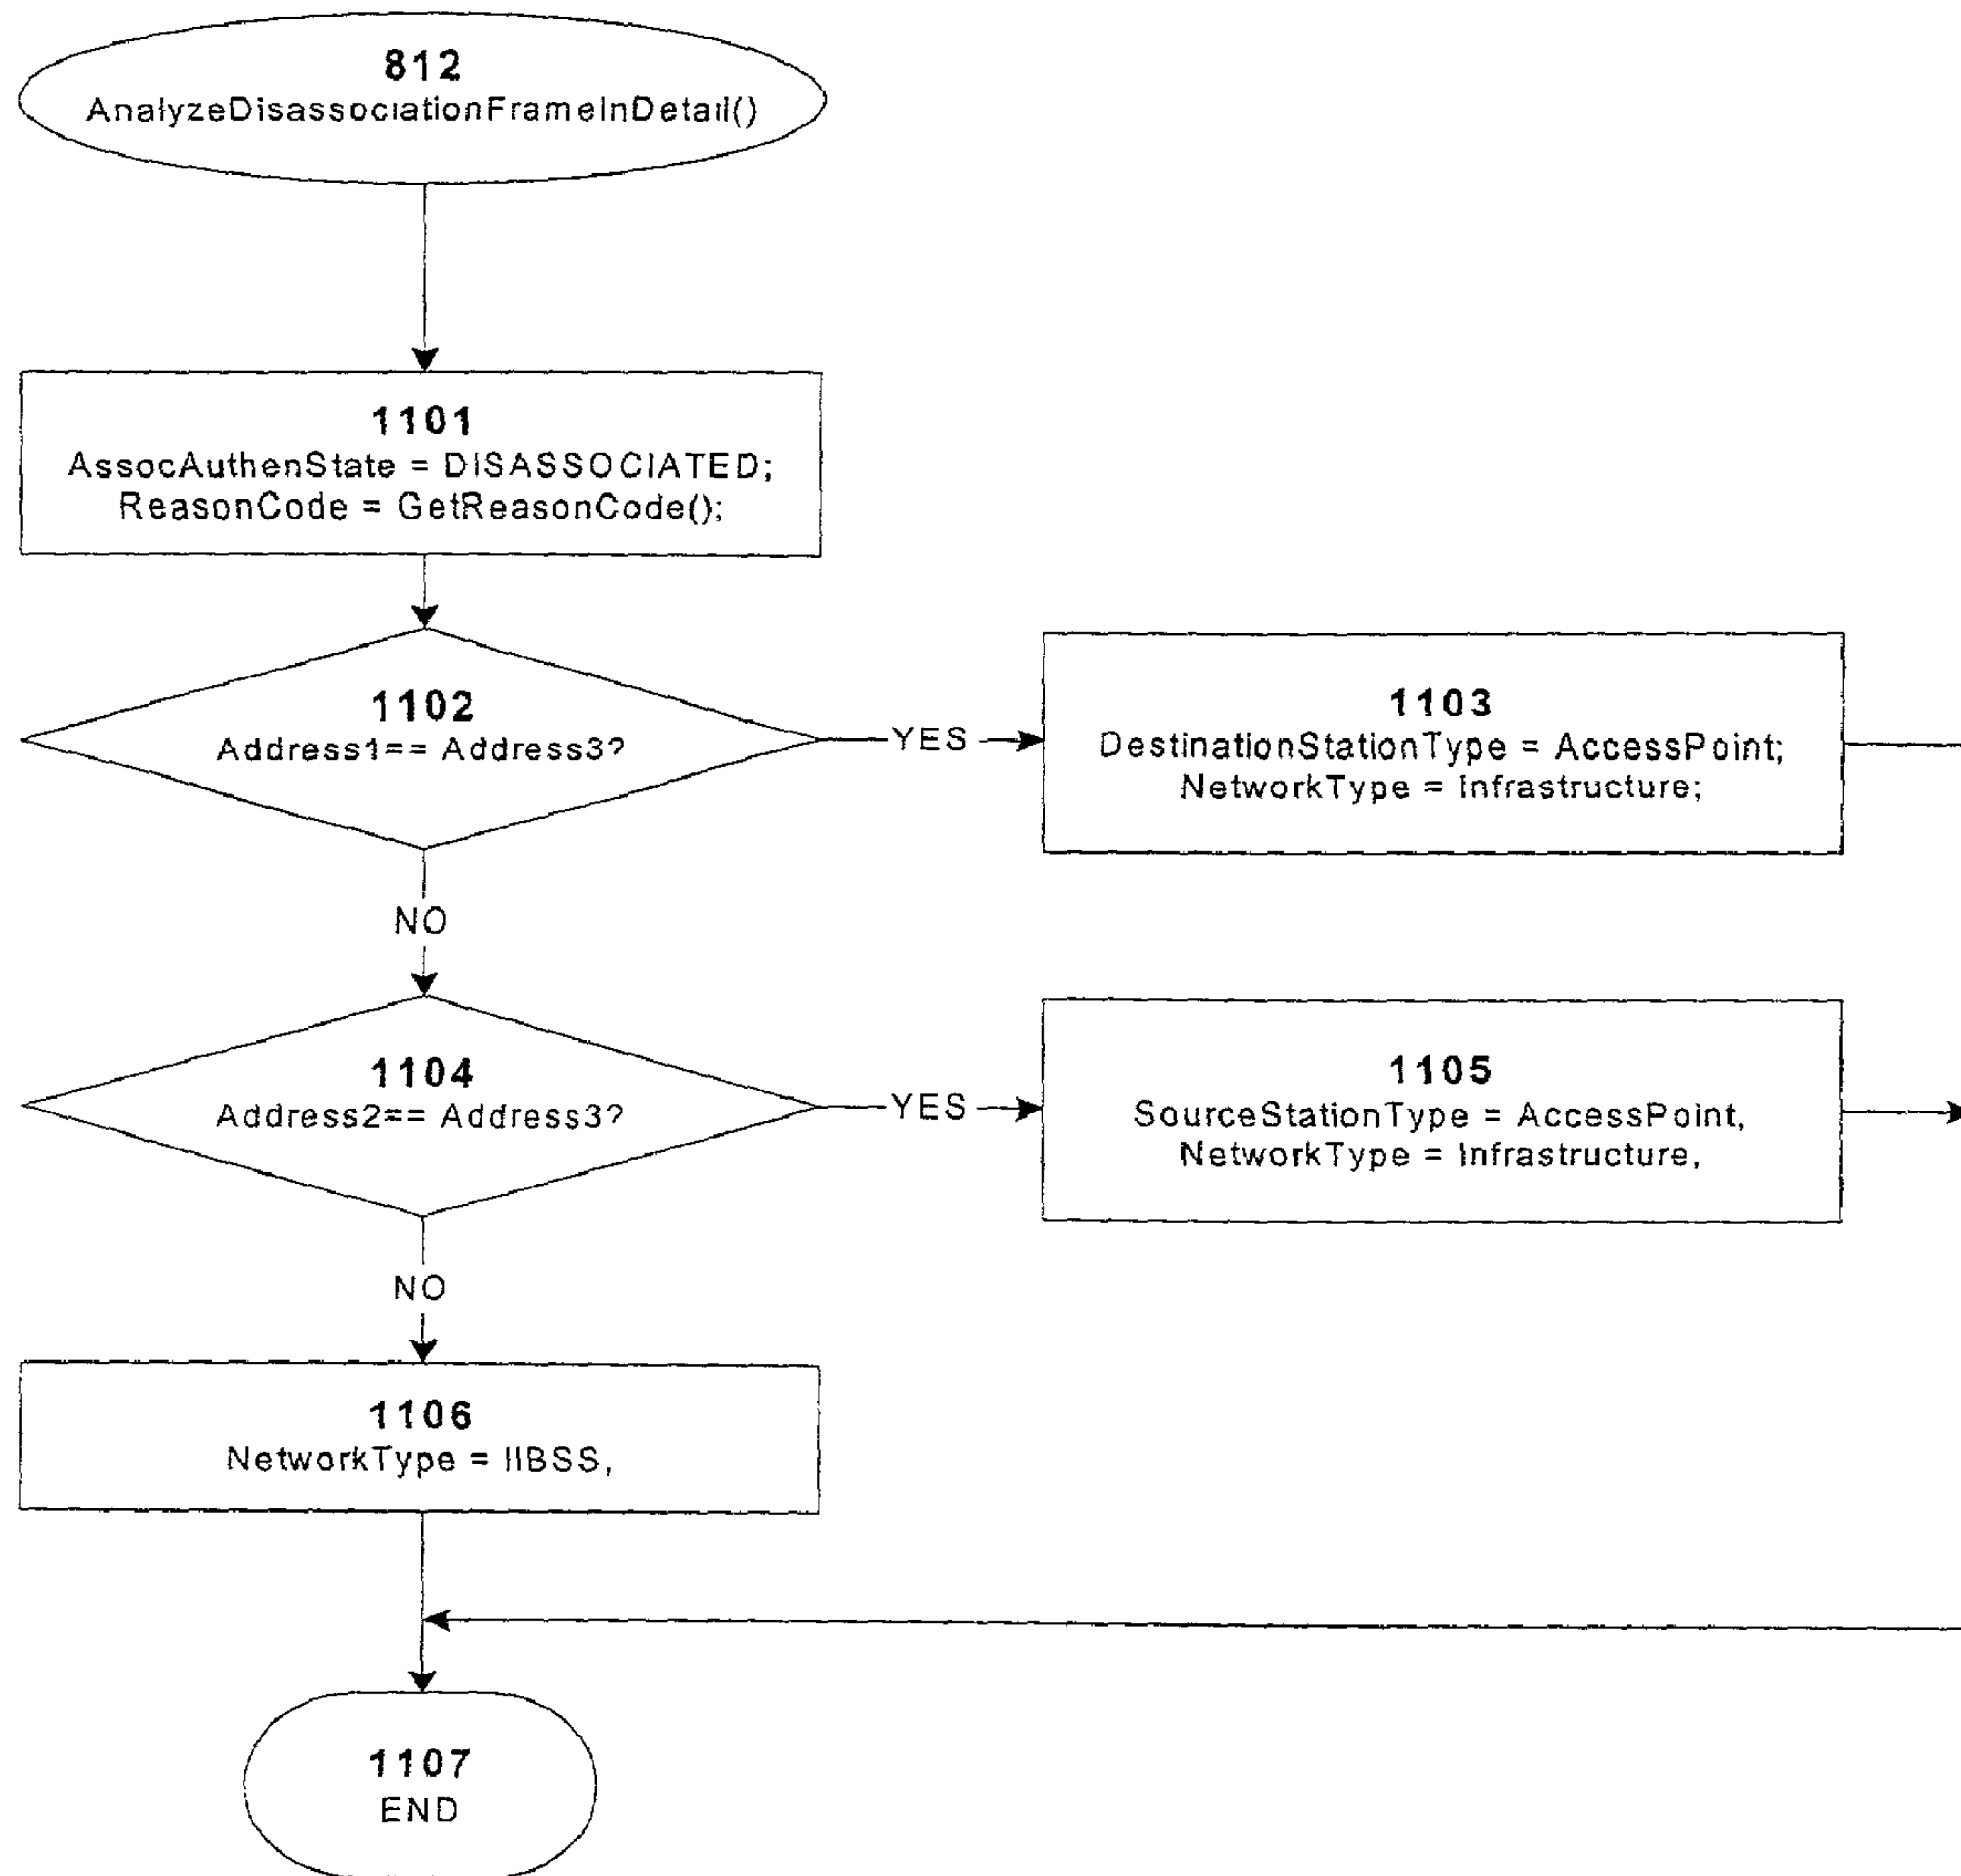 812
AnalyzeDisassociationFrameInDetail()
1101
AssocAuthenState = DISASSOCIATED;
ReasonCode = GetReasonCode();
1102
Address1== Address3?
YES
1103
DestinationStationType = AccessPoint;
NetworkType = Infrastructure;
NO
1104
Address2== Address3?
YES
1105
SourceStationType = AccessPoint,
NetworkType = Infrastructure,
NO
1106
NetworkType = IIBSS,
1107
END